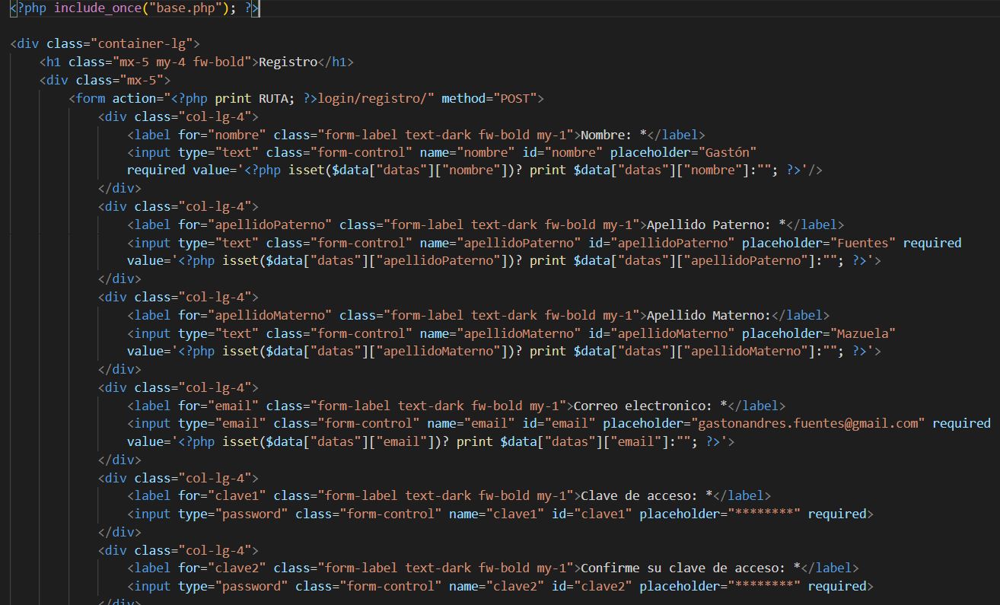 <?php include_once("base.php"); ?>
<div class="container-lg">
<h1 class="mx-5 my-4 fw-bold">Registro</h1>
<div class="mx-5">
<form action="<?php print RUTA; ?>login/registro/" method="POST">
<div class="col-lg-4">
<label for="nombre" class="form-label text-dark fw-bold my-1">Nombre: *</label>
<input type="text" class="form-control" name="nombre" id="nombre" placeholder="Gastón"
required value='<?php isset($data["datas"]["nombre"])? print $data["datas"]["nombre"]:""; ?>'/>
</div>
<div class="col-lg-4">
<label for="apellidoPaterno" class="form-label text-dark fw-bold my-1">Apellido Paterno: *</label>
<input type="text" class="form-control" name="apellidoPaterno" id="apellidoPaterno" placeholder="Fuentes" required
value='<?php isset($data["datas"]["apellidoPaterno"])? print $data["datas"]["apellidoPaterno"]:""; ?>'>
</div>
<div class="col-lg-4">
<label for="apellidoMaterno" class="form-label text-dark fw-bold my-1">Apellido Materno:</label>
<input type="text" class="form-control" name="apellidoMaterno" id="apellidoMaterno" placeholder="Mazuela"
value='<?php isset($data["datas"]["apellidoMaterno"])? print $data["datas"]["apellidoMaterno"]:""; ?>'>
</div>
<div class="col-lg-4">
<label for="email" class="form-label text-dark fw-bold my-1">Correo electronico: *</label>
<input type="email" class="form-control" name="email" id="email" placeholder="gastonandres.fuentes@gmail.com" required
value='<?php isset($data["datas"]["email"])? print $data["datas"]["email"]:""; ?>'>
</div>
<div class="col-lg-4">
<label for="clave1" class="form-label text-dark fw-bold my-1">Clave de acceso: *</label>
<input type="password" class="form-control" name="clave1" id="clave1" placeholder="********" required>
</div>
<div class="col-lg-4">
<label for="clave2" class="form-label text-dark fw-bold my-1">Confirme su clave de acceso: *</label>
<input type="password" class="form-control" name="clave2" id="clave2" placeholder="********" required>
</div>